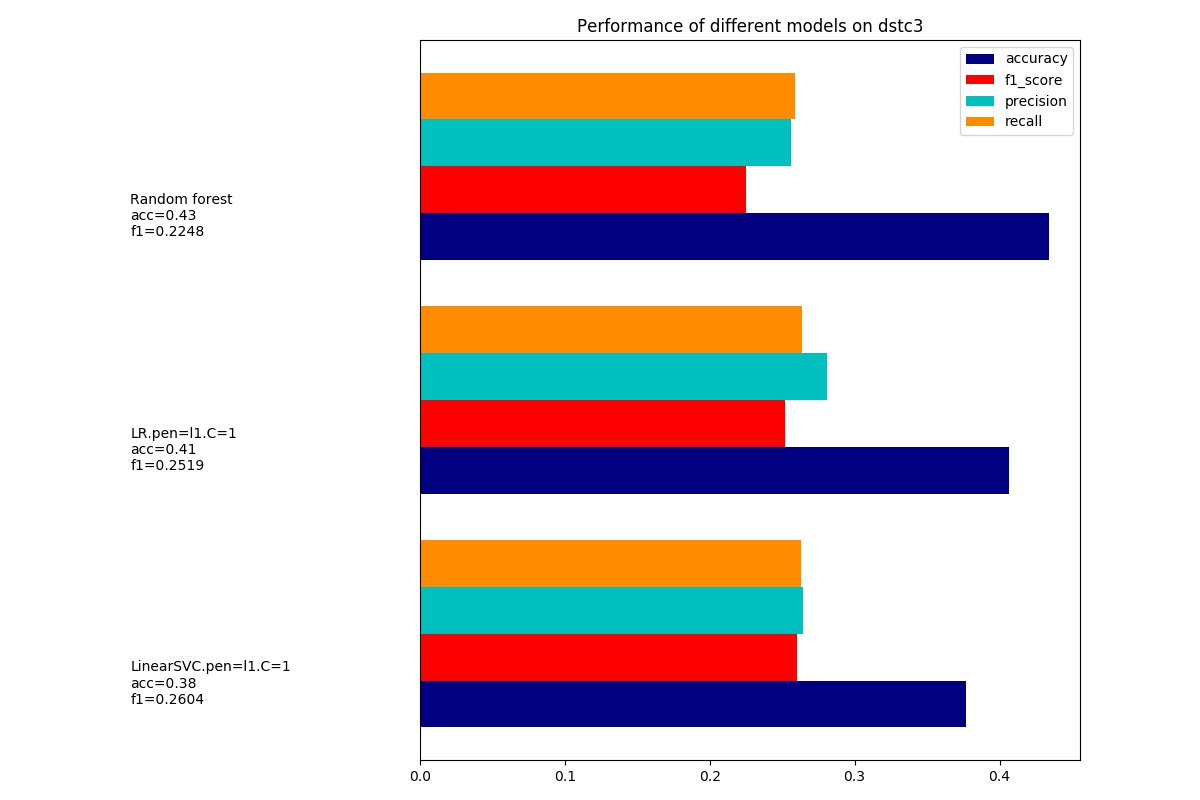 Performance of different models on dstc3
accuracy
f1_score
precision
recall
Random forest
acc=0.43
f1=0.2248
LR.pen=l1.C=1
acc=0.41
f1=0.2519
LinearSVC.pen=l1.C=1
acc=0.38
f1=0.2604
0.0 0.1 0.2 0.3 0.4